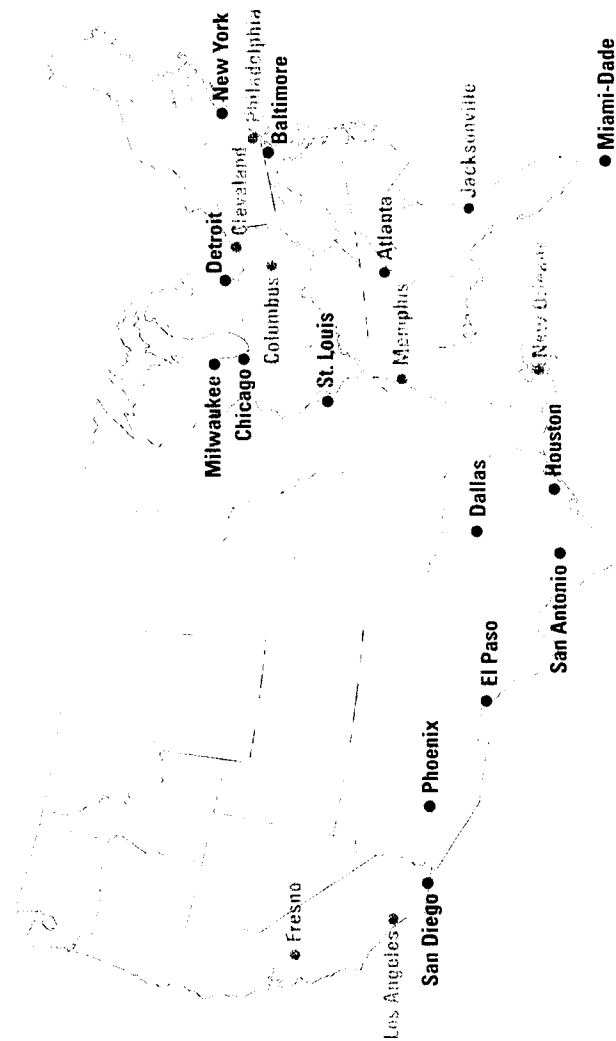 New York
Philadelphia
Baltimore
Cleveland
Detroit
Columbus
Milwaukee
Chicago
St. Louis
Memphis
Atlanta
Jacksonville
Miami-Dade
New Orleans
Houston
Dallas
San Antonio
El Paso
Phoenix
San Diego
Los Angeles
Fresno